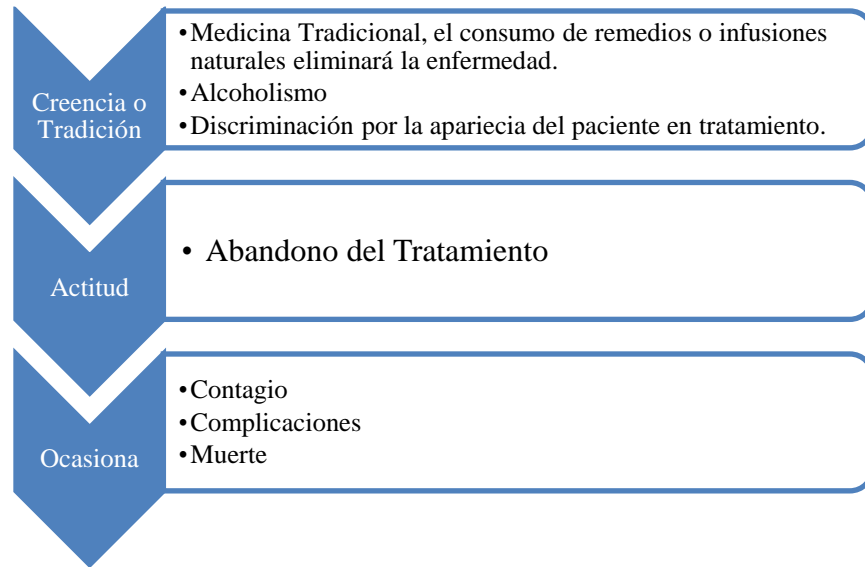 Creencia o
Tradición
•Medicina Tradicional, el consumo de remedios o infusiones
naturales eliminará la enfermedad.
•Alcoholismo
•Discriminación por la apariecia del paciente en tratamiento.
Actitud
• Abandono del Tratamiento
Ocasiona
•Contagio
•Complicaciones
•Muerte